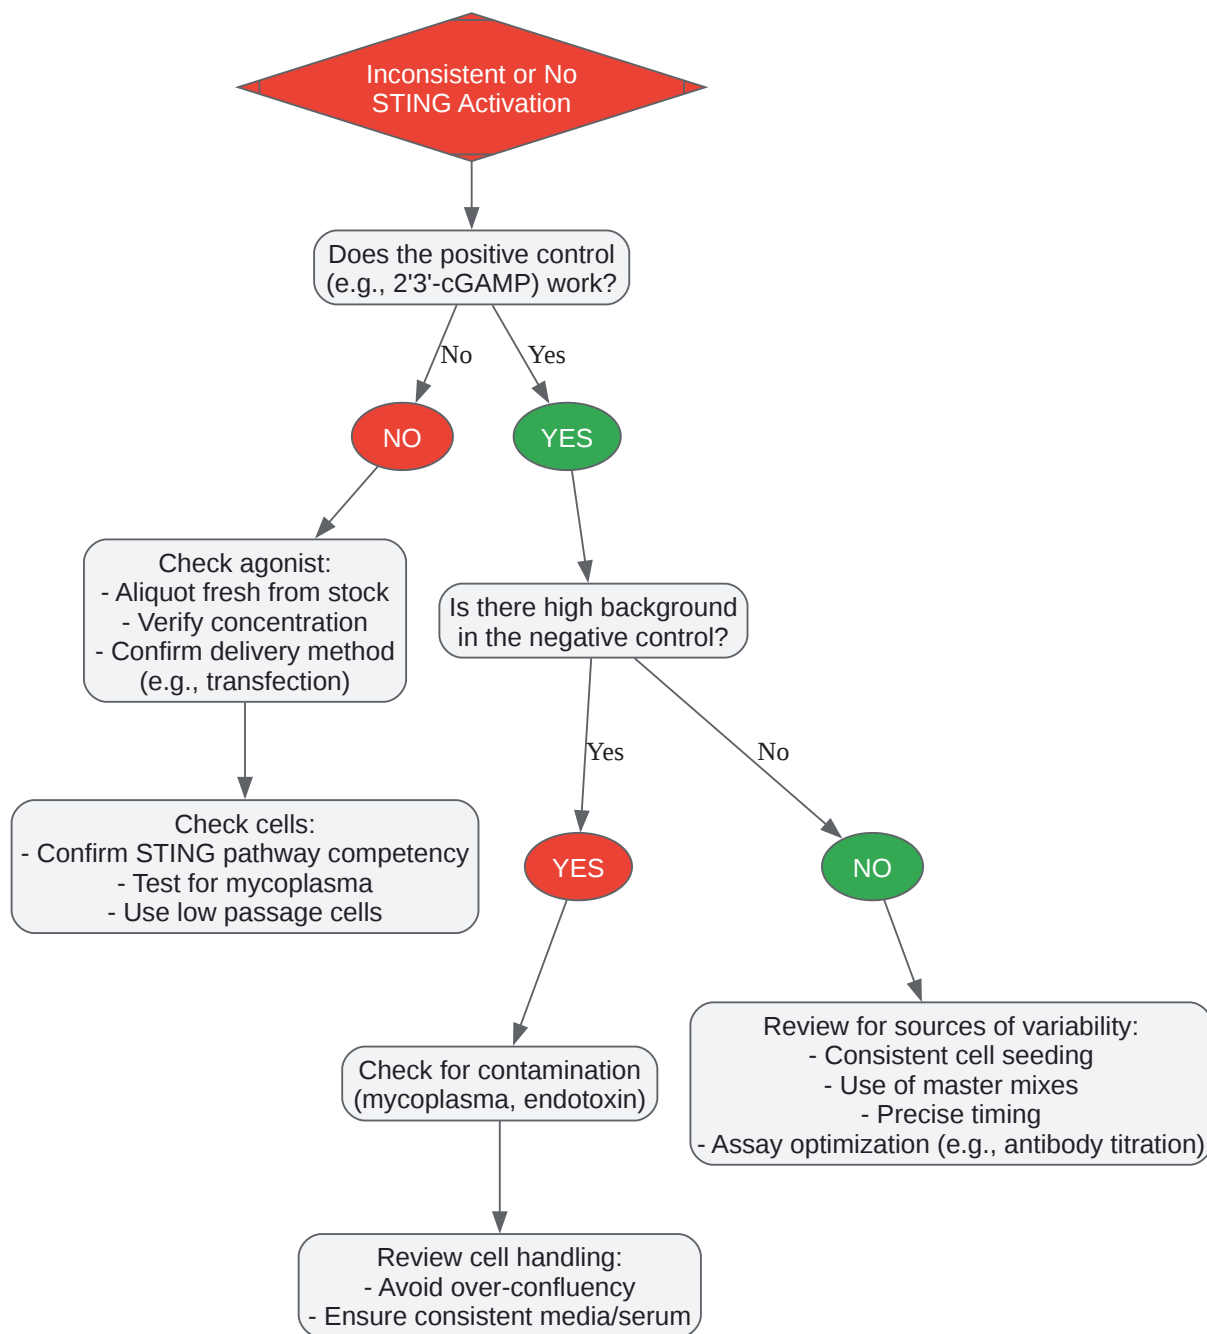 Inconsistent or No
STING Activation
Does the positive control
(e.g., 2'3'-cGAMP) work?
No
Yes
NO
YES
Check agonist:
- Aliquot fresh from stock
- Verify concentration
- Confirm delivery method
(e.g., transfection)
Is there high background
in the negative control?
Yes
No
Check cells:
- Confirm STING pathway competency
- Test for mycoplasma
- Use low passage cells
YES
NO
Check for contamination
(mycoplasma, endotoxin)
Review for sources of variability:
- Consistent cell seeding
- Use of master mixes
- Precise timing
- Assay optimization (e.g., antibody titration)
Review cell handling:
- Avoid over-confluency
- Ensure consistent media/serum